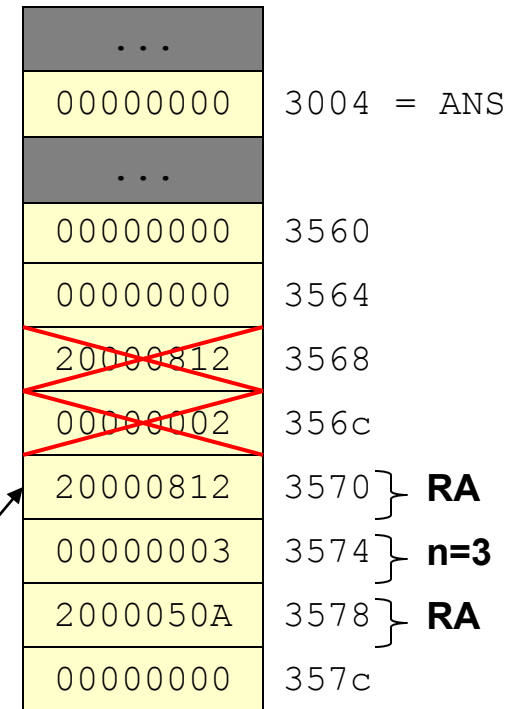 ...
00000000 3004 = ANS
...
00000000 3560
00000000 3564
20000812 3568
00000002 356c
20000812 3570 RA
00000003 3574 n=3
2000050A 3578 RA
00000000 357c